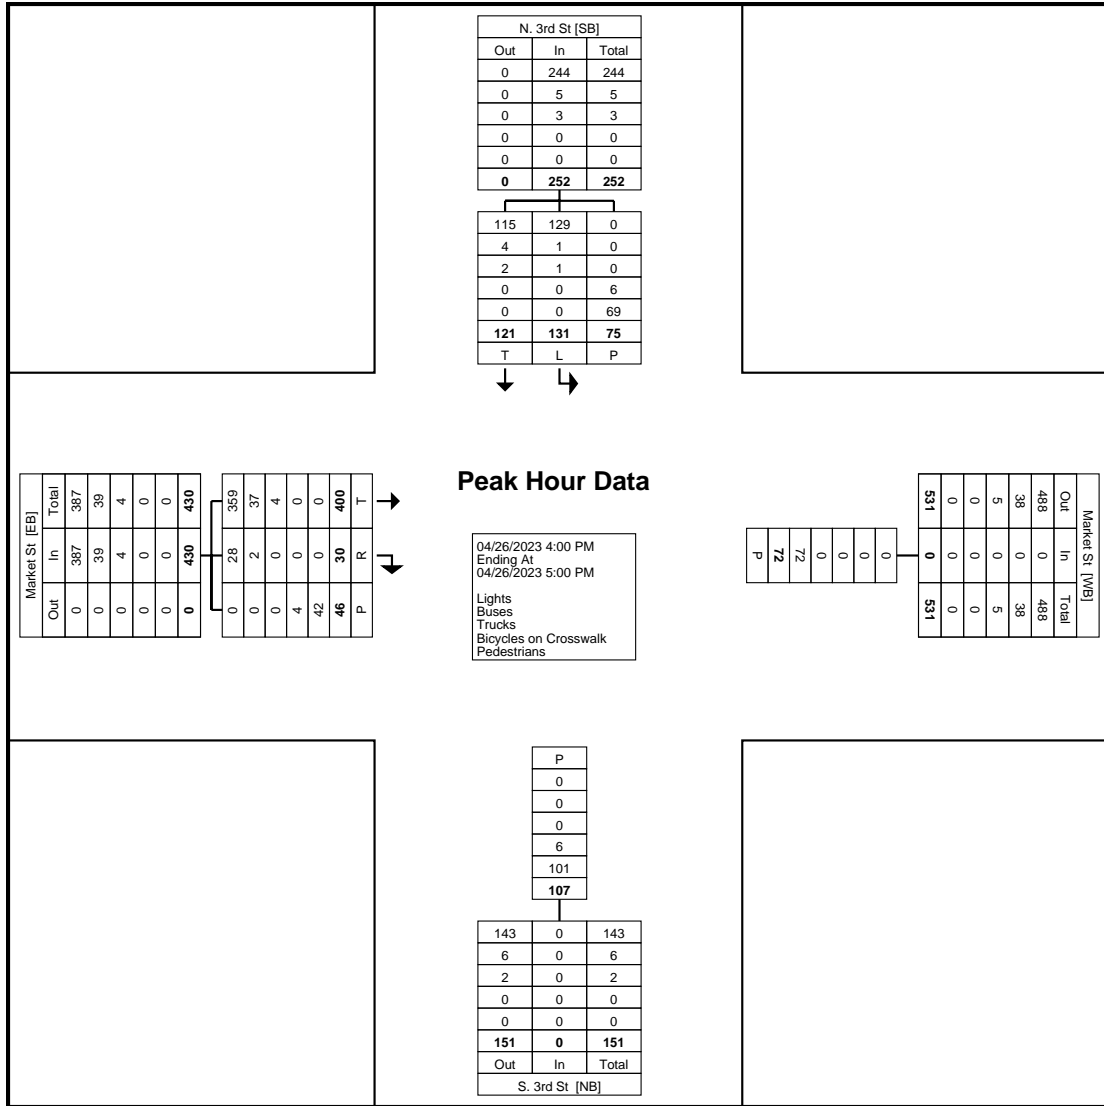 N. 3rd St [SB]
Out In Total
0 244 244
0 5 5
0 3 3
0 0 0
0 0 0
0 252 252
115 129 0
4 1 0
2 1 0
0 0 6
0 0 69
121 131 75
T L P
Market St [EB]
Out In Total
0 387 387
0 39 39
0 4 4
0 0 0
0 0 0
0 430 430
0 28 359
0 2 37
0 0 4
4 0 0
42 0 0
46 30 400
P R T
Peak Hour Data
04/26/2023 4:00 PM
Ending At
04/26/2023 5:00 PM
Lights
Buses
Trucks
Bicycles on Crosswalk
Pedestrians
Market St [WB]
Out In Total
488 0 488
38 0 38
5 0 5
0 0 0
0 0 0
531 0 531
0
0
0
0
72
72
P
P
0
0
0
6
101
107
143 0 143
6 0 6
2 0 2
0 0 0
0 0 0
151 0 151
Out In Total
S. 3rd St [NB]